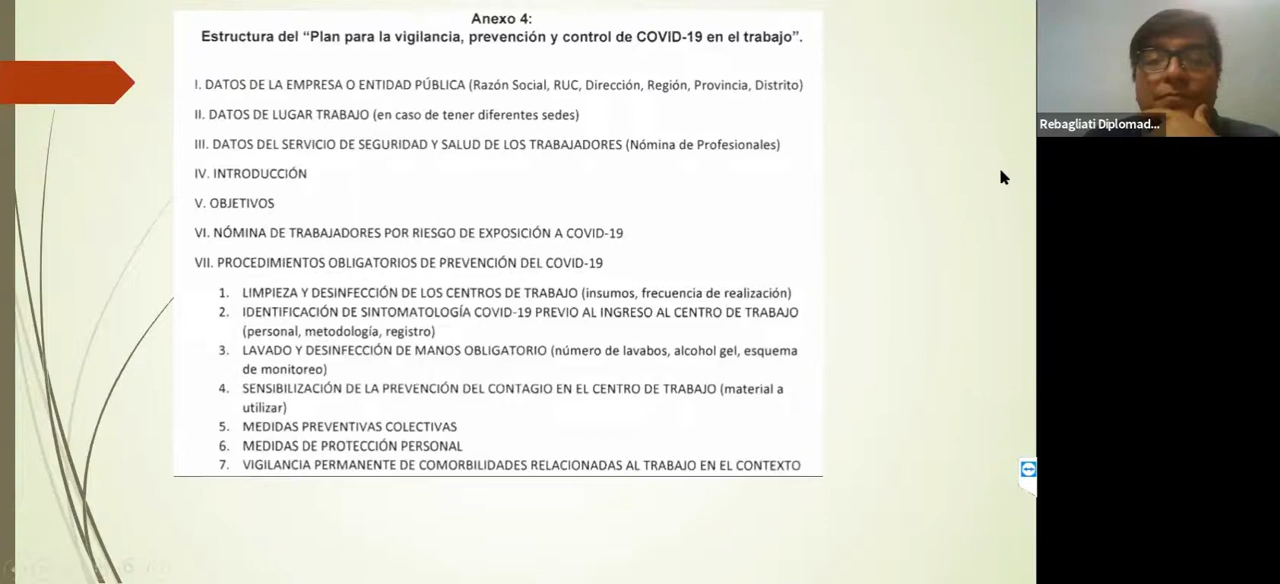 Anexo 4:
Estructura del “Plan para la vigilancia, prevención y control de COVID-19 en el trabajo”.
I. DATOS DE LA EMPRESA O ENTIDAD PÚBLICA (Razón Social, RUC, Dirección, Región, Provincia, Distrito)
II. DATOS DE LUGAR TRABAJO (en caso de tener diferentes sedes)
III. DATOS DEL SERVICIO DE SEGURIDAD Y SALUD DE LOS TRABAJADORES (Nómina de Profesionales)
IV. INTRODUCCIÓN
V. OBJETIVOS
VI. NÓMINA DE TRABAJADORES POR RIESGO DE EXPOSICIÓN A COVID-19
VII. PROCEDIMIENTOS OBLIGATORIOS DE PREVENCIÓN DEL COVID-19
1. LIMPIEZA Y DESINFECCIÓN DE LOS CENTROS DE TRABAJO (insumos, frecuencia de realización)
2. IDENTIFICACIÓN DE SINTOMATOLOGÍA COVID-19 PREVIO AL INGRESO AL CENTRO DE TRABAJO
(personal, metodología, registro)
3. LAVADO Y DESINFECCIÓN DE MANOS OBLIGATORIO (número de lavabos, alcohol gel, esquema
de monitoreo)
4. SENSIBILIZACIÓN DE LA PREVENCIÓN DEL CONTAGIO EN EL CENTRO DE TRABAJO (material a
utilizar)
5. MEDIDAS PREVENTIVAS COLECTIVAS
6. MEDIDAS DE PROTECCIÓN PERSONAL
7. VIGILANCIA PERMANENTE DE COMORBILIDADES RELACIONADAS AL TRABAJO EN EL CONTEXTO
Rebagliati Diplomad...